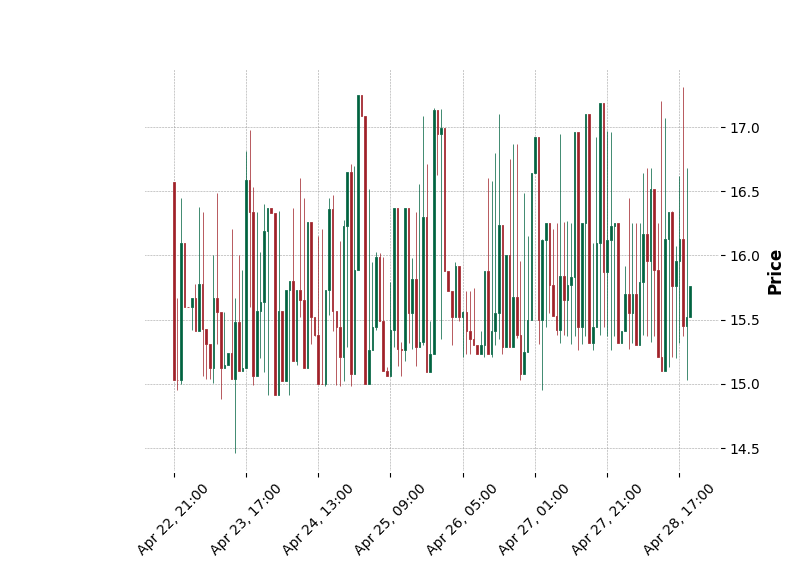 17.0
16.5
16.0
15.5
15.0
14.5
Price
Apr 22, 21:00
Apr 23, 17:00
Apr 24, 13:00
Apr 25, 09:00
Apr 26, 05:00
Apr 27, 01:00
Apr 27, 21:00
Apr 28, 17:00